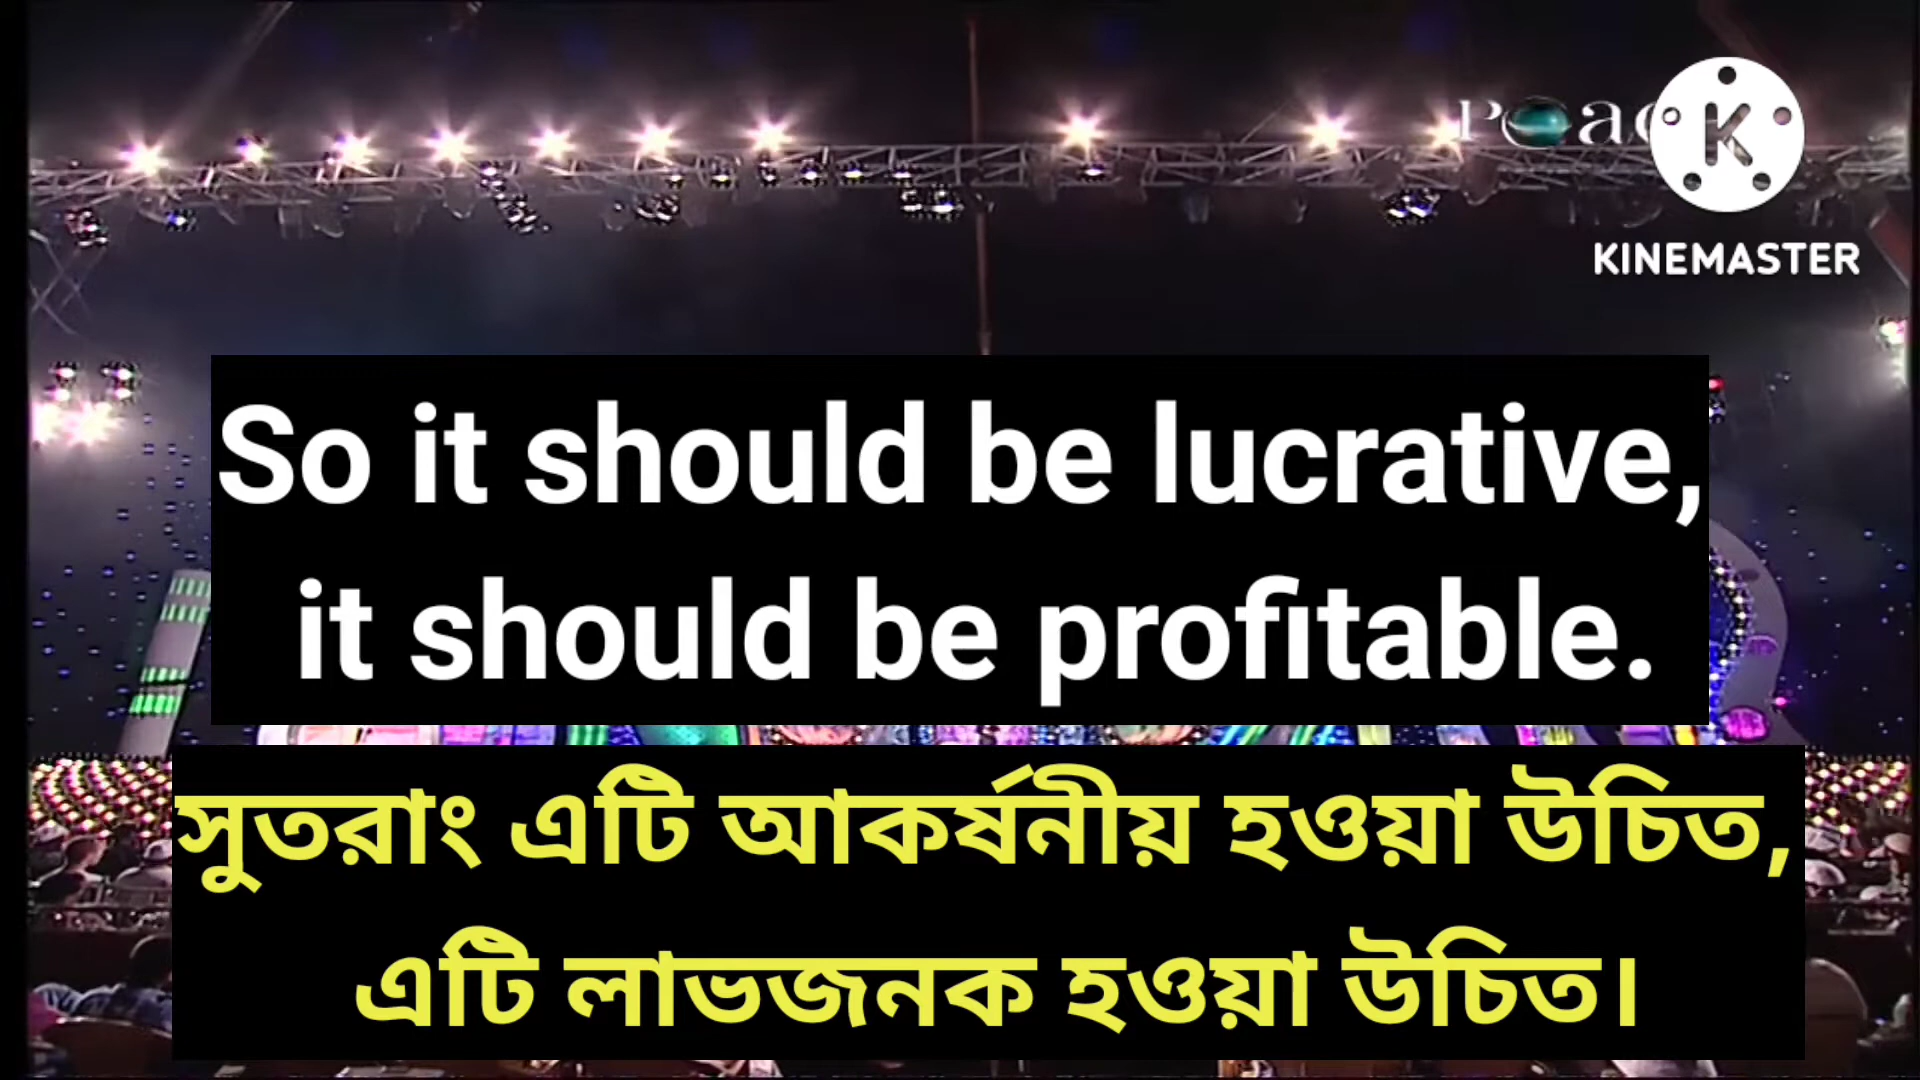 KINEMASTER
So it should be lucrative,
it should be profitable.
সুতরাং এটি আকর্ষনীয় হওয়া উচিত,
এটি লাভজনক হওয়া উচিত।